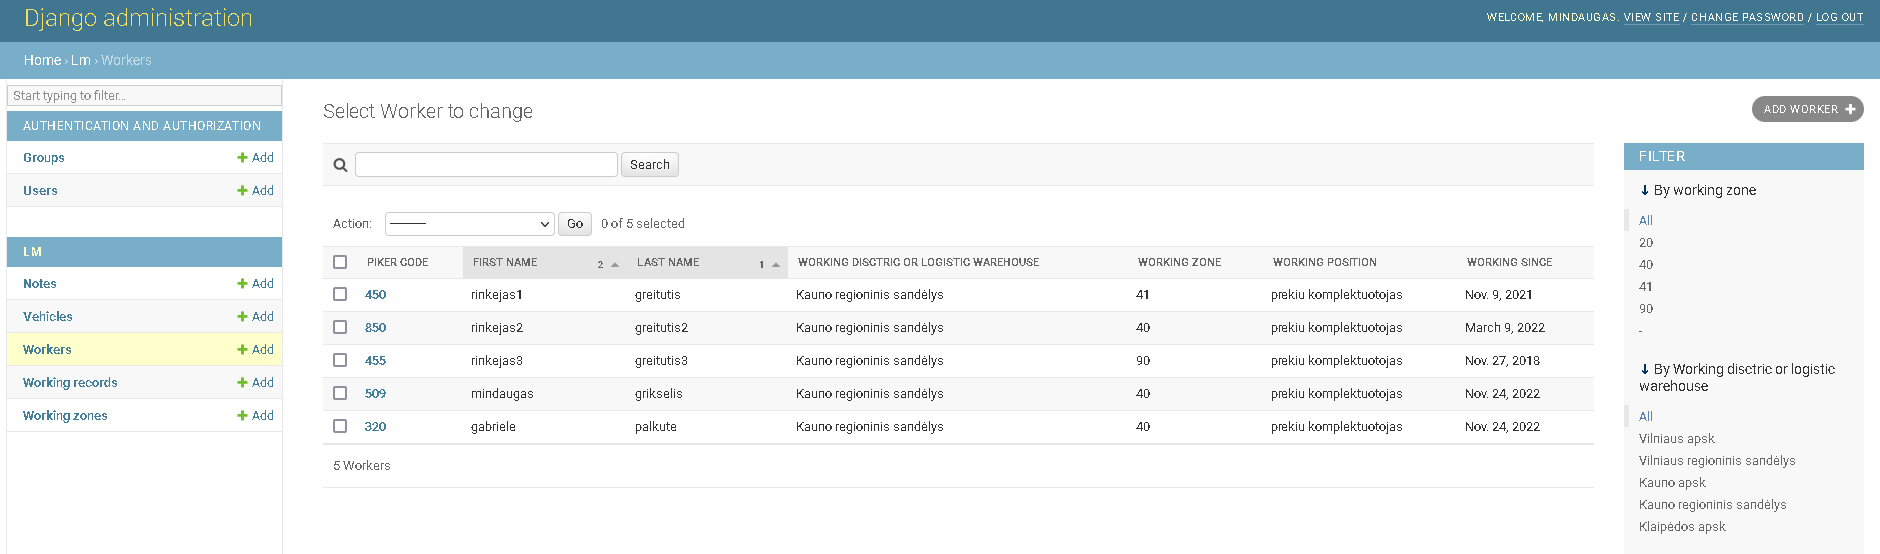 Django administration
WELCOME, MINDAUGAS. VIEW SITE / CHANGE PASSWORD / LOG OUT
Home › Lm › Workers
Start typing to filter...
AUTHENTICATION AND AUTHORIZATION
Groups + Add
Users + Add
LM
Notes + Add
Vehicles + Add
Workers + Add
Working records + Add
Working zones + Add
Select Worker to change
ADD WORKER +
Search
Action: --------- Go 0 of 5 selected
PIKER CODE FIRST NAME 2 LAST NAME 1 WORKING DISCTRIC OR LOGISTIC WAREHOUSE WORKING ZONE WORKING POSITION WORKING SINCE
450 rinkejas1 greitutis Kauno regioninis sandėlys 41 prekiu komplektuotojas Nov. 9, 2021
850 rinkejas2 greitutis2 Kauno regioninis sandėlys 40 prekiu komplektuotojas March 9, 2022
455 rinkejas3 greitutis3 Kauno regioninis sandėlys 90 prekiu komplektuotojas Nov. 27, 2018
509 mindaugas grikselis Kauno regioninis sandėlys 40 prekiu komplektuotojas Nov. 24, 2022
320 gabriele palkute Kauno regioninis sandėlys 40 prekiu komplektuotojas Nov. 24, 2022
5 Workers
FILTER
↓ By working zone
All
20
40
41
90
-
↓ By Working disctric or logistic
warehouse
All
Vilniaus apsk
Vilniaus regioninis sandėlys
Kauno apsk
Kauno regioninis sandėlys
Klaipėdos apsk